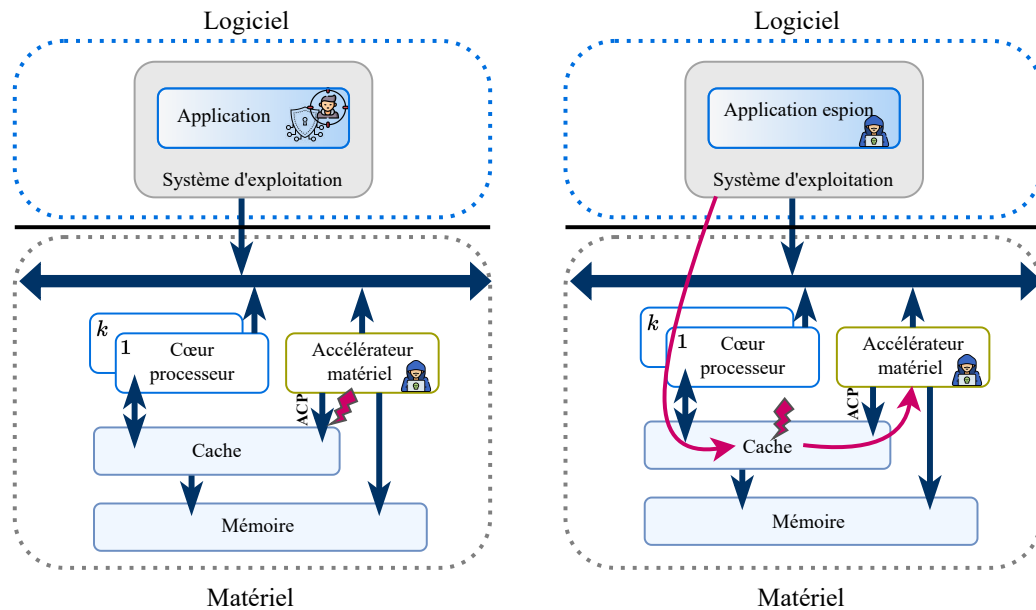 Logiciel
Application
Système d'exploitation
k
1
Cœur
processeur
Accélérateur
matériel
ACP
Cache
Mémoire
Matériel
Logiciel
Application espion
Système d'exploitation
k
1
Cœur
processeur
Accélérateur
matériel
ACP
Cache
Mémoire
Matériel